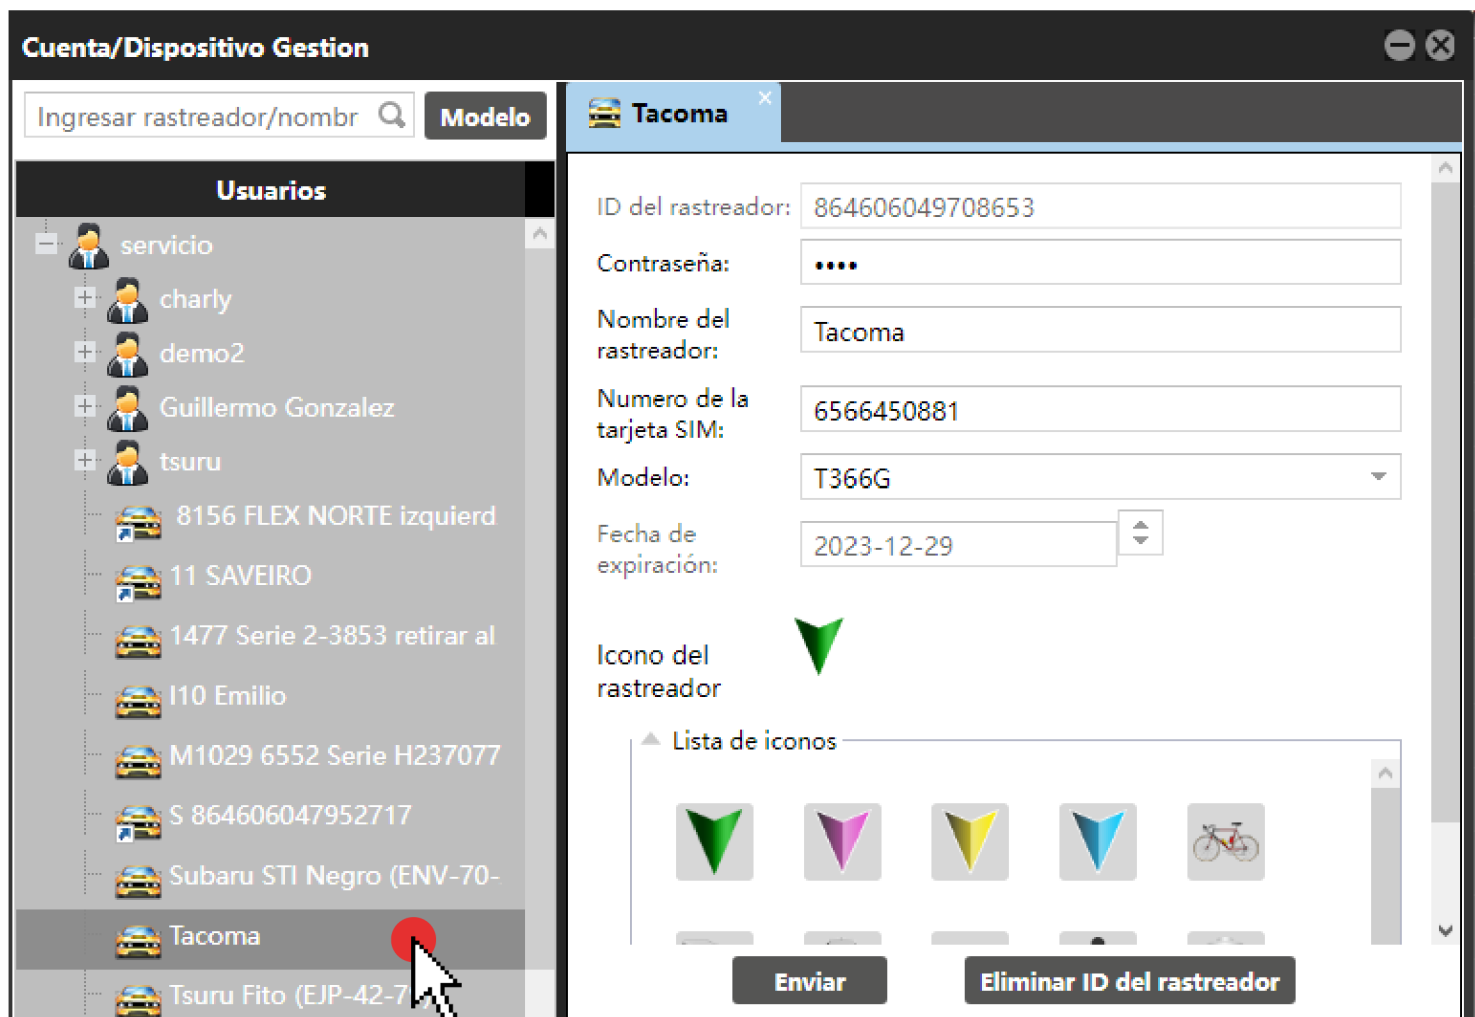 Cuenta/Dispositivo Gestion
Ingresar rastreador/nombr
Modelo
Usuarios
servicio
charly
demo2
Guillermo Gonzalez
tsuru
8156 FLEX NORTE izquierd
11 SAVEIRO
1477 Serie 2-3853 retirar al
I10 Emilio
M1029 6552 Serie H237077
S 864606047952717
Subaru STI Negro (ENV-70-
Tacoma
Tsuru Fito (EJP-42-7
Tacoma
ID del rastreador: 864606049708653
Contraseña: ••••
Nombre del
rastreador: Tacoma
Numero de la
tarjeta SIM: 6566450881
Modelo: T366G
Fecha de
expiración: 2023-12-29
Icono del
rastreador
Lista de iconos
Enviar
Eliminar ID del rastreador